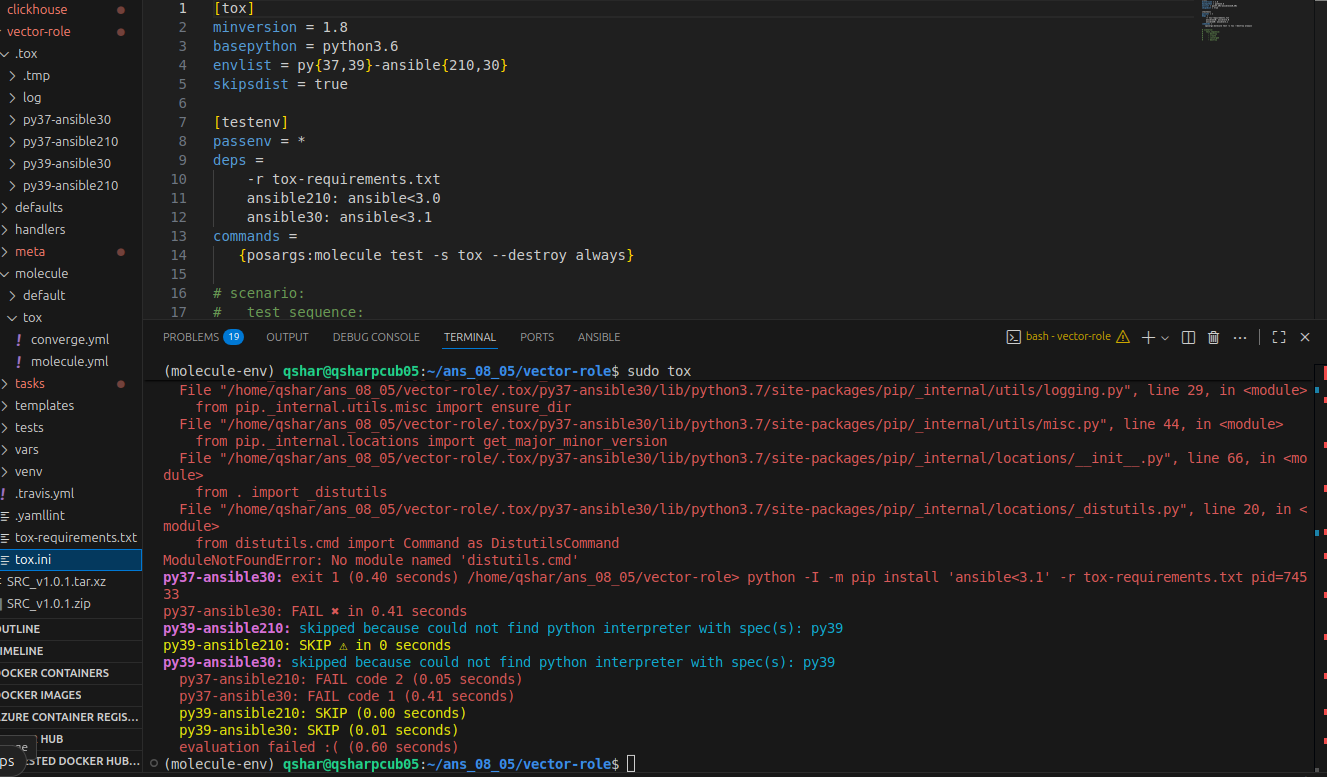 clickhouse
vector-role
.tox
.tmp
log
py37-ansible30
py37-ansible210
py39-ansible30
py39-ansible210
defaults
handlers
meta
molecule
default
tox
! converge.yml
! molecule.yml
tasks
templates
tests
vars
venv
! .travis.yml
.yamllint
tox-requirements.txt
tox.ini
SRC_v1.0.1.tar.xz
SRC_v1.0.1.zip
UTLINE
IMELINE
OCKER CONTAINERS
OCKER IMAGES
AZURE CONTAINER REGIS...
HUB
STED DOCKER HUB...
ps
1 [tox]
2 minversion = 1.8
3 basepython = python3.6
4 envlist = py{37,39}-ansible{210,30}
5 skipsdist = true
6
7 [testenv]
8 passenv = *
9 deps =
10 -r tox-requirements.txt
11 ansible210: ansible<3.0
12 ansible30: ansible<3.1
13 commands =
14 {posargs:molecule test -s tox --destroy always}
15
16 # scenario:
17 # test sequence:
PROBLEMS 19 OUTPUT DEBUG CONSOLE TERMINAL PORTS ANSIBLE bash - vector-role
(molecule-env) qshar@qsharpcub05:~/ans_08_05/vector-role$ sudo tox
File "/home/qshar/ans_08_05/vector-role/.tox/py37-ansible30/lib/python3.7/site-packages/pip/_internal/utils/logging.py", line 29, in <module>
from pip._internal.utils.misc import ensure_dir
File "/home/qshar/ans_08_05/vector-role/.tox/py37-ansible30/lib/python3.7/site-packages/pip/_internal/utils/misc.py", line 44, in <module>
from pip._internal.locations import get_major_minor_version
File "/home/qshar/ans_08_05/vector-role/.tox/py37-ansible30/lib/python3.7/site-packages/pip/_internal/locations/__init__.py", line 66, in <mo
dule>
from . import _distutils
File "/home/qshar/ans_08_05/vector-role/.tox/py37-ansible30/lib/python3.7/site-packages/pip/_internal/locations/_distutils.py", line 20, in <
module>
from distutils.cmd import Command as DistutilsCommand
ModuleNotFoundError: No module named 'distutils.cmd'
py37-ansible30: exit 1 (0.40 seconds) /home/qshar/ans_08_05/vector-role> python -I -m pip install 'ansible<3.1' -r tox-requirements.txt pid=745
33
py37-ansible30: FAIL ✖ in 0.41 seconds
py39-ansible210: skipped because could not find python interpreter with spec(s): py39
py39-ansible210: SKIP ⚠ in 0 seconds
py39-ansible30: skipped because could not find python interpreter with spec(s): py39
py37-ansible210: FAIL code 2 (0.05 seconds)
py37-ansible30: FAIL code 1 (0.41 seconds)
py39-ansible210: SKIP (0.00 seconds)
py39-ansible30: SKIP (0.01 seconds)
evaluation failed :( (0.60 seconds)
(molecule-env) qshar@qsharpcub05:~/ans_08_05/vector-role$